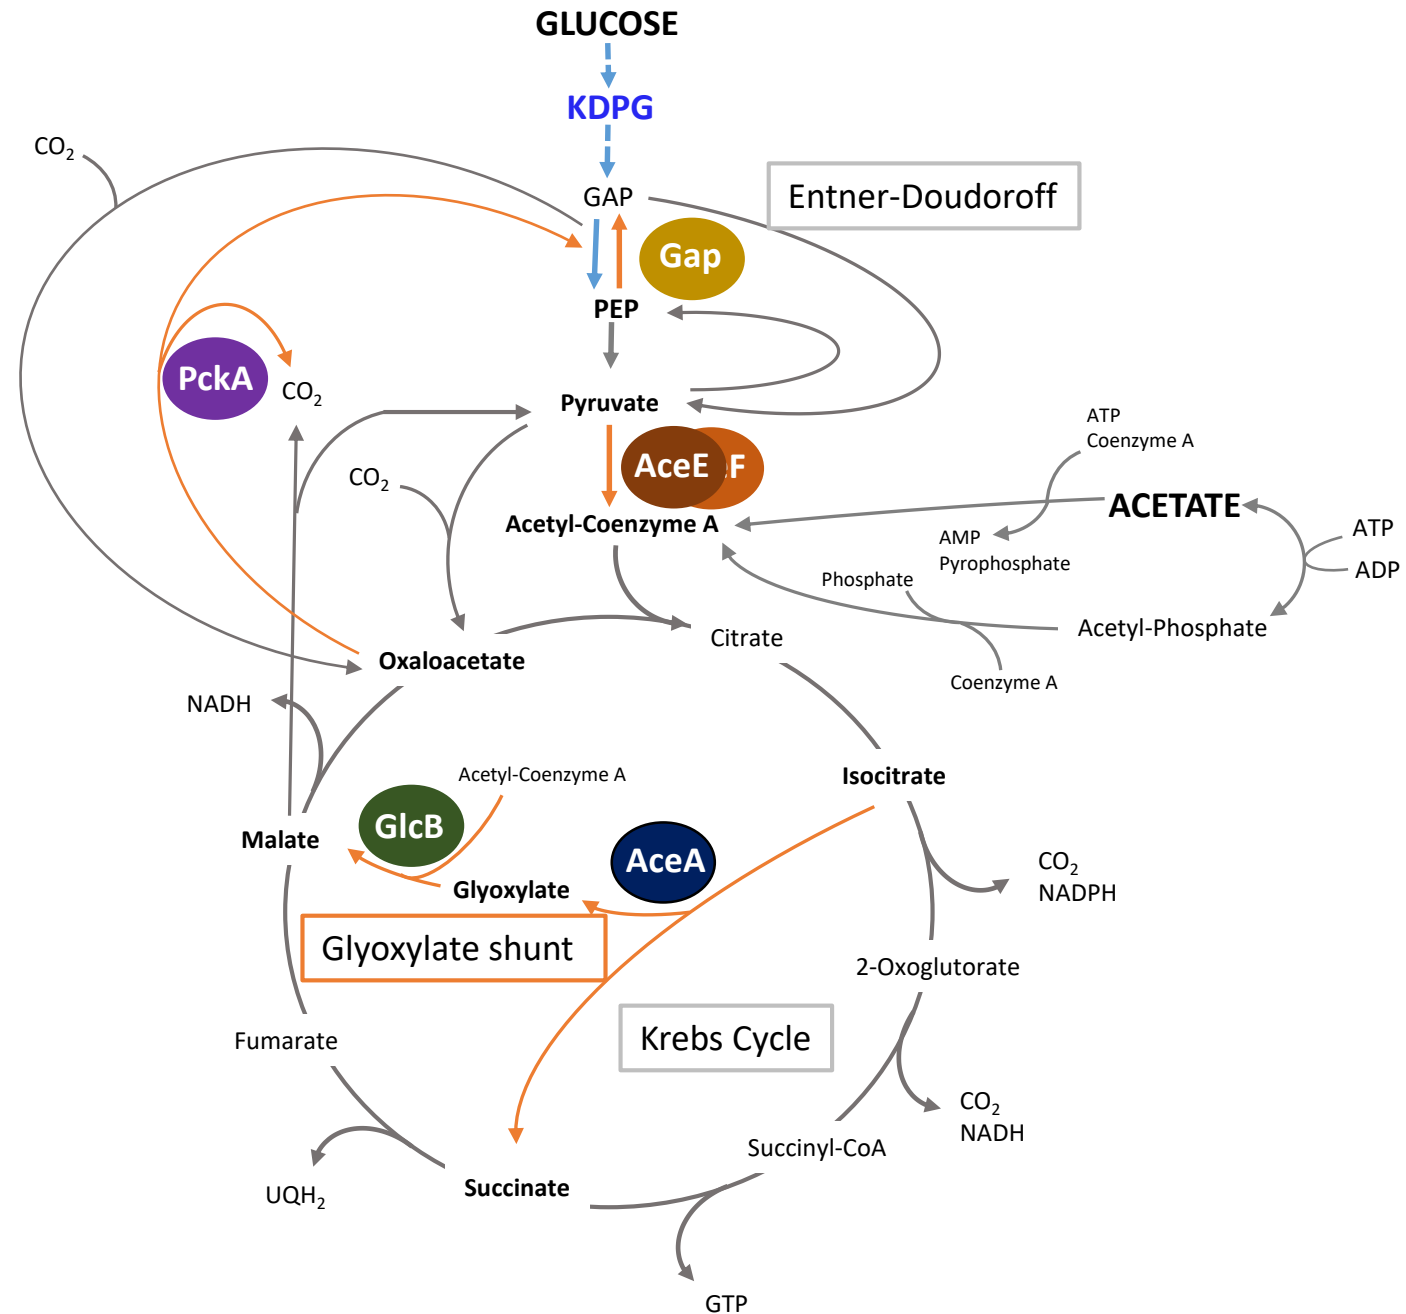 GLUCOSE
KDPG
CO₂
GAP
Entner-Doudoroff
Gap
PEP
PckA
CO₂
Pyruvate
ATP
Coenzyme A
CO₂
AceE F
ACETATE
Acetyl-Coenzyme A
AMP
Pyrophosphate
ATP
ADP
Phosphate
Acetyl-Phosphate
Citrate
Oxaloacetate
Coenzyme A
NADH
Acetyl-Coenzyme A
Isocitrate
GlcB
Malate
AceA
Glyoxylate
CO₂
NADPH
Glyoxylate shunt
2-Oxoglutorate
Krebs Cycle
Fumarate
CO₂
NADH
Succinyl-CoA
Succinate
UQH₂
GTP